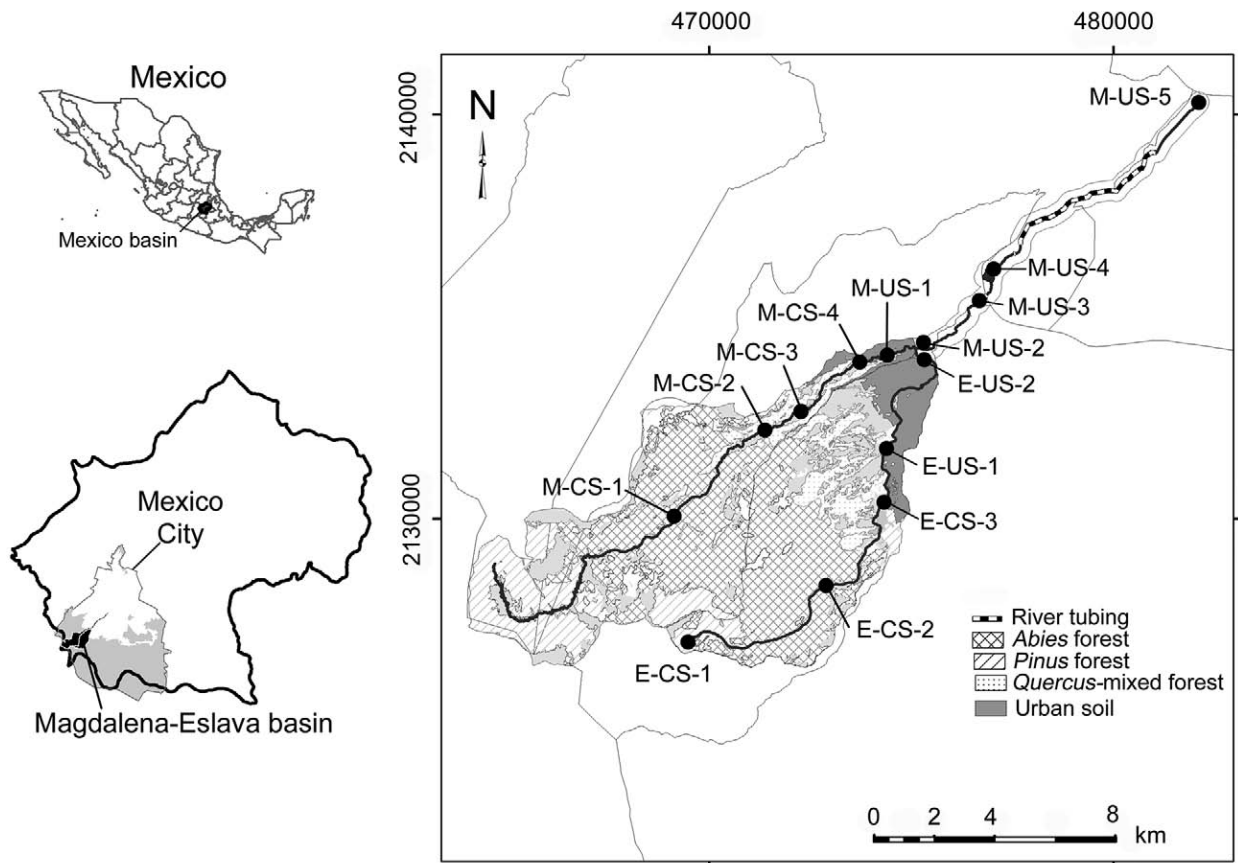 Mexico
Mexico basin
Mexico
City
Magdalena-Eslava basin
470000
480000
2140000
2130000
N
M-US-5
M-US-4
M-US-3
M-US-1
M-CS-4
M-US-2
M-CS-3
E-US-2
M-CS-2
E-US-1
M-CS-1
E-CS-3
E-CS-2
E-CS-1
River tubing
Abies forest
Pinus forest
Quercus-mixed forest
Urban soil
0 2 4 8
km